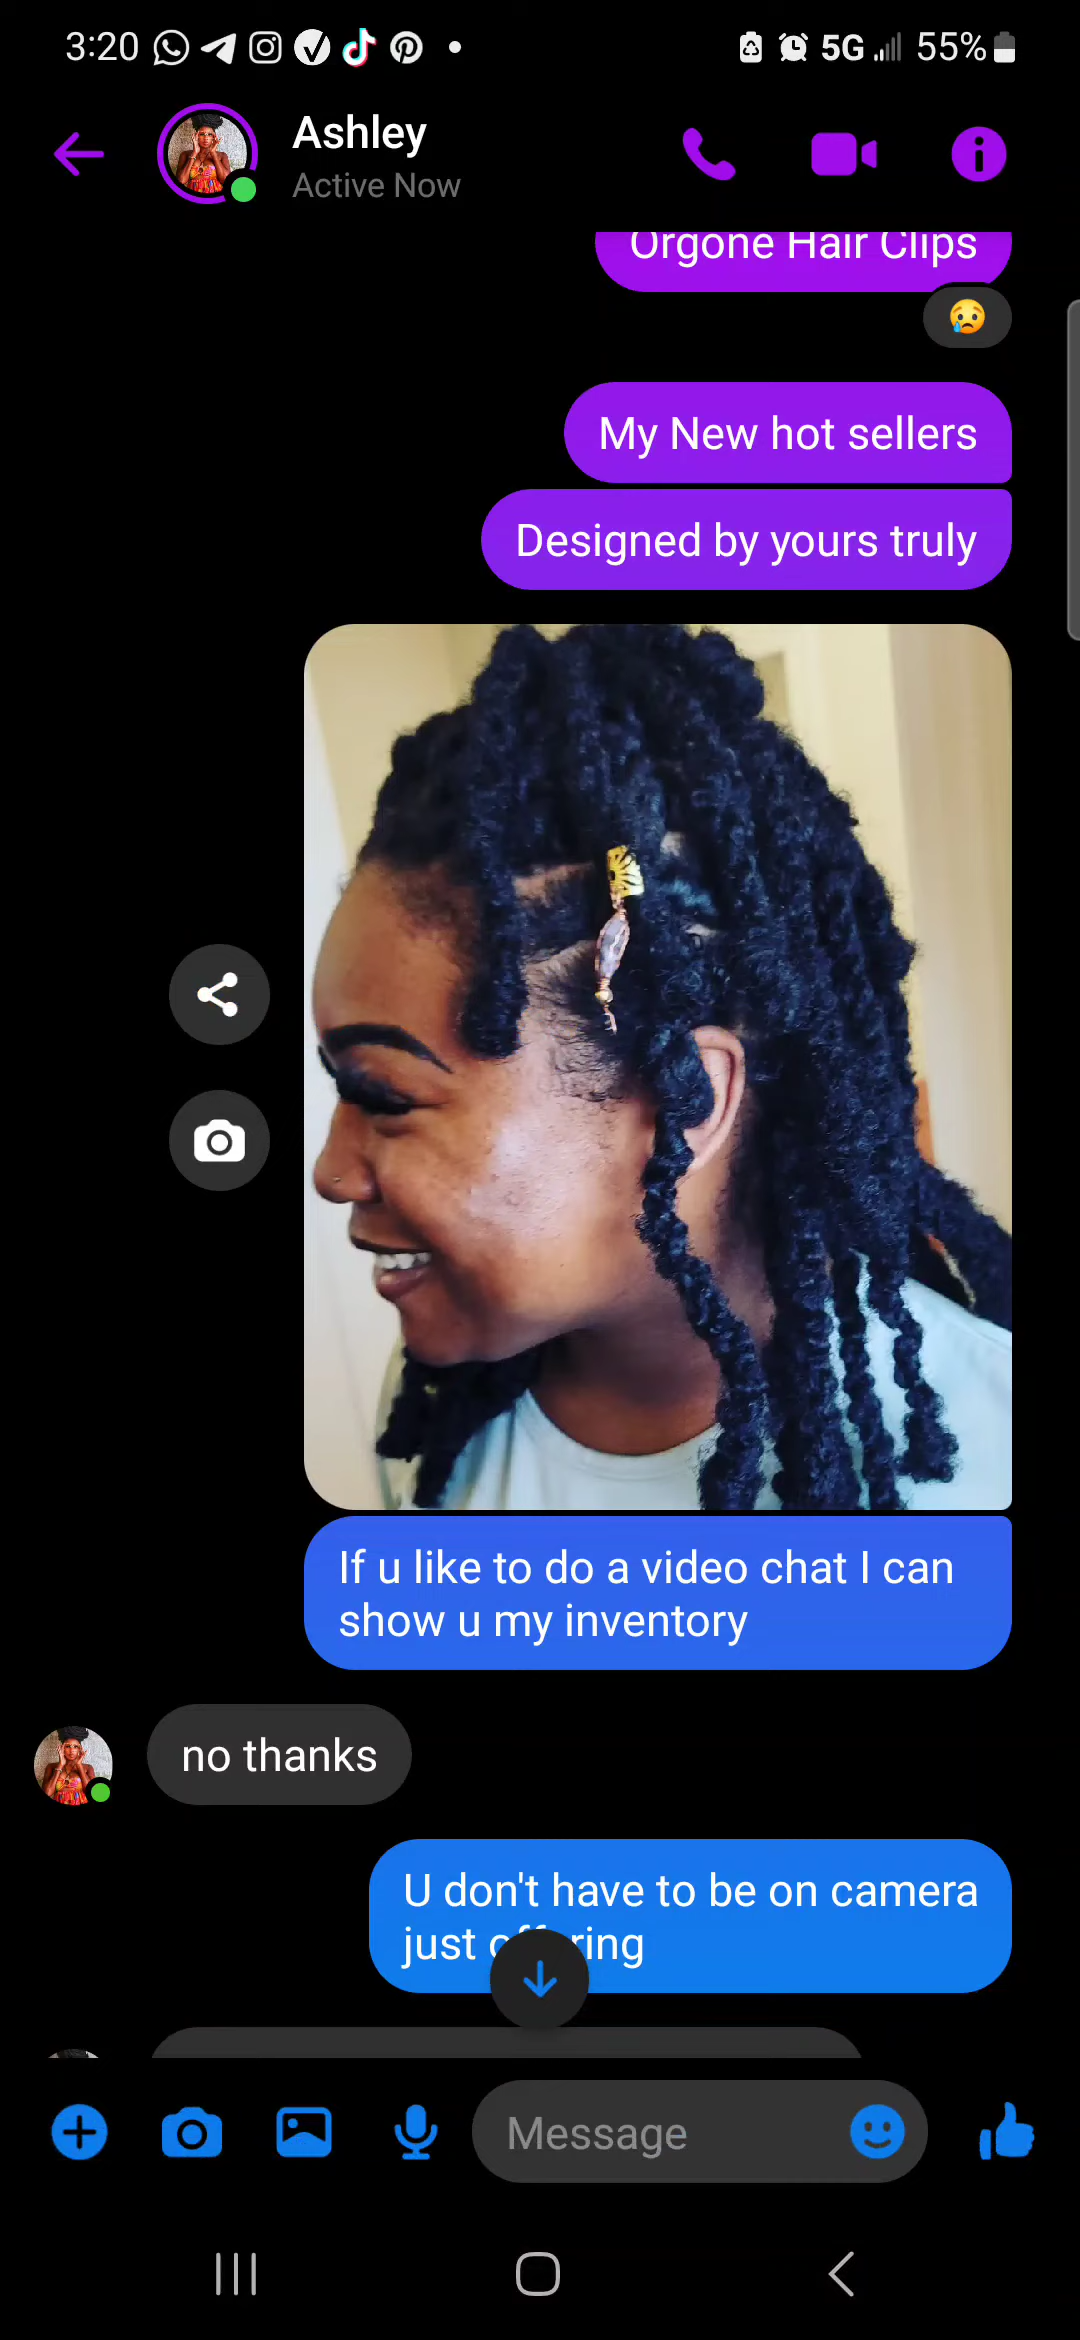 3:20
5G
55%
Ashley
Active Now
Orgone Hair Clips
My New hot sellers
Designed by yours truly
If u like to do a video chat I can
show u my inventory
no thanks
U don't have to be on camera
just offering
Message